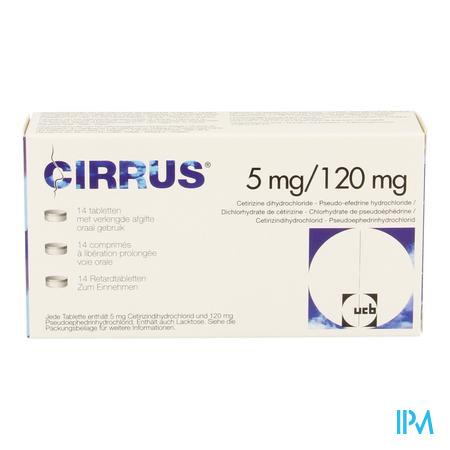 CIRRUS®
5 mg/120 mg
Cetirizine dihydrochloride - Pseudo-efedrine hydrochloride /
Dichlorhydrate de cétirizine - Chlorhydrate de pseudoéphédrine /
Cetirizindihydrochlorid - Pseudoephedrinhydrochlorid
14 tabletten
met verlengde afgifte
oraal gebruik
14 comprimés
à libération prolongée
voie orale
14 Retardtabletten
Zum Einnehmen
ucb
Jede Tablette enthält 5 mg Cetirizindihydrochlorid und 120 mg
Pseudoephedrinhydrochlorid. Enthält auch Lactose. Siehe die
Packungsbeilage für weitere Informationen.
IPM